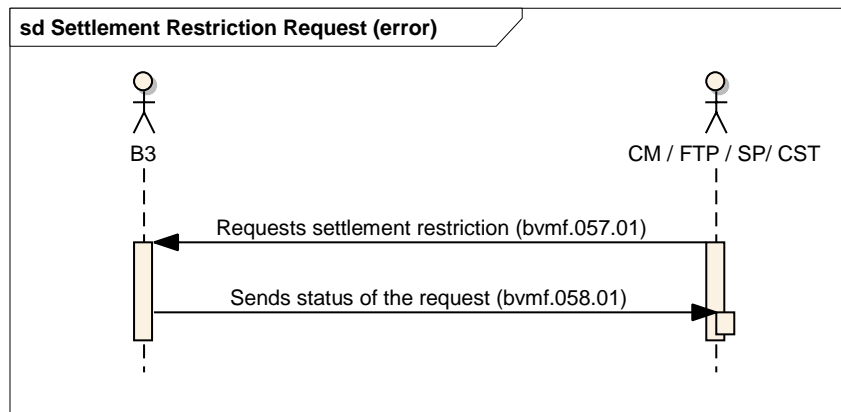 sd Settlement Restriction Request (error)
B3
CM / FTP / SP/ CST
Requests settlement restriction (bvmf.057.01)
Sends status of the request (bvmf.058.01)